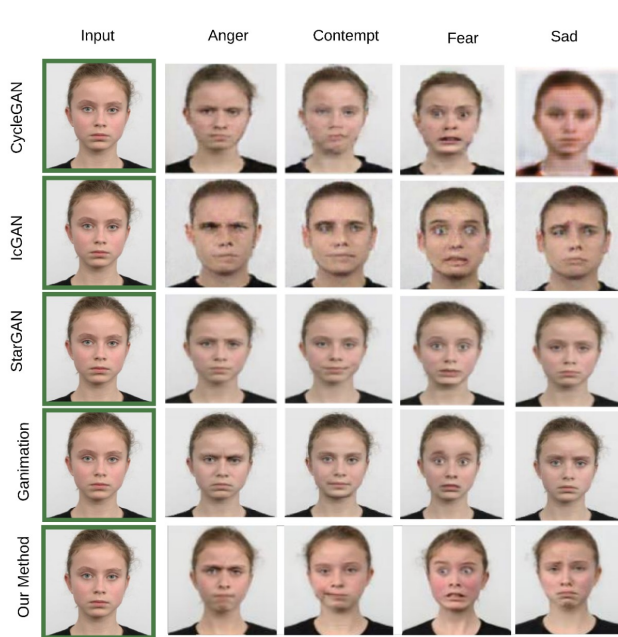 Input Anger Contempt Fear Sad
CycleGAN
IcGAN
StarGAN
Ganimation
Our Method